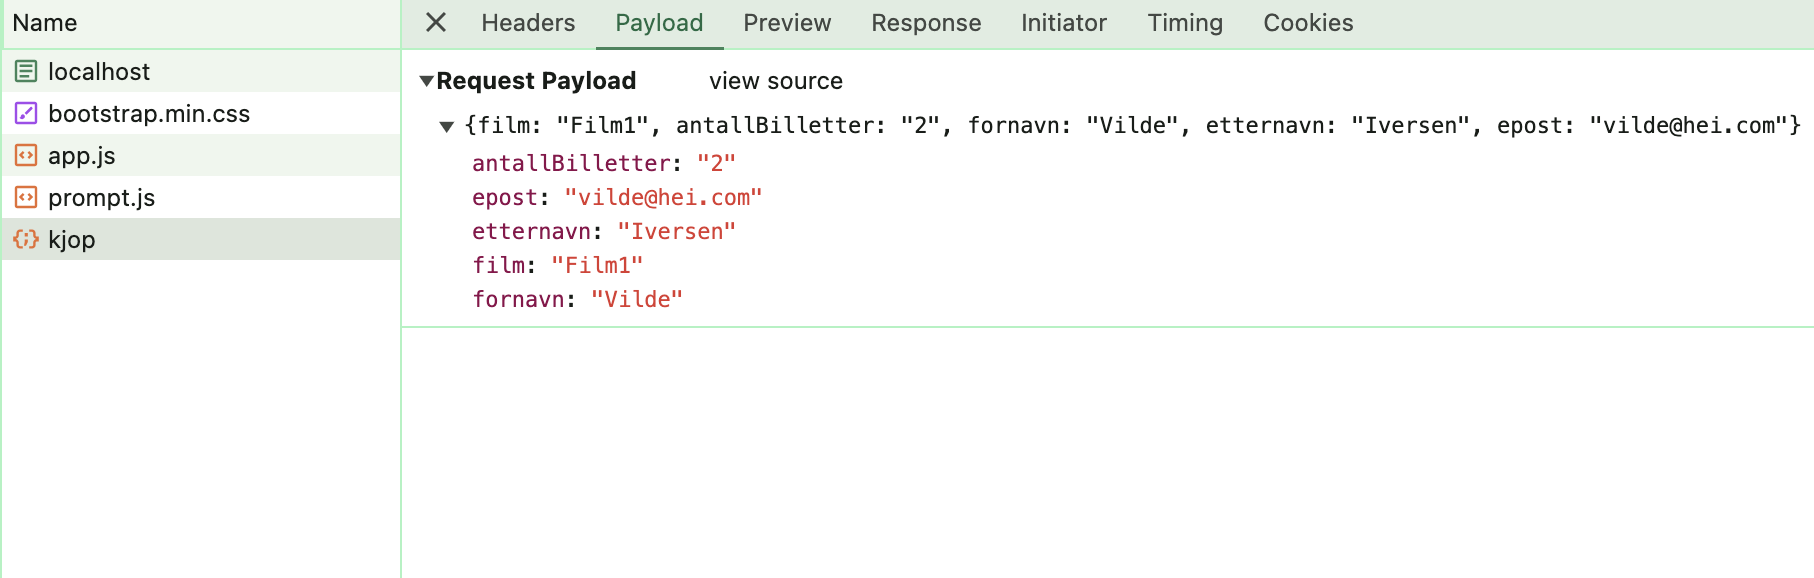 Name
localhost
bootstrap.min.css
app.js
prompt.js
kjop
Headers Payload Preview Response Initiator Timing Cookies
Request Payload view source
{film: "Film1", antallBilletter: "2", fornavn: "Vilde", etternavn: "Iversen", epost: "vilde@hei.com"}
antallBilletter: "2"
epost: "vilde@hei.com"
etternavn: "Iversen"
film: "Film1"
fornavn: "Vilde"